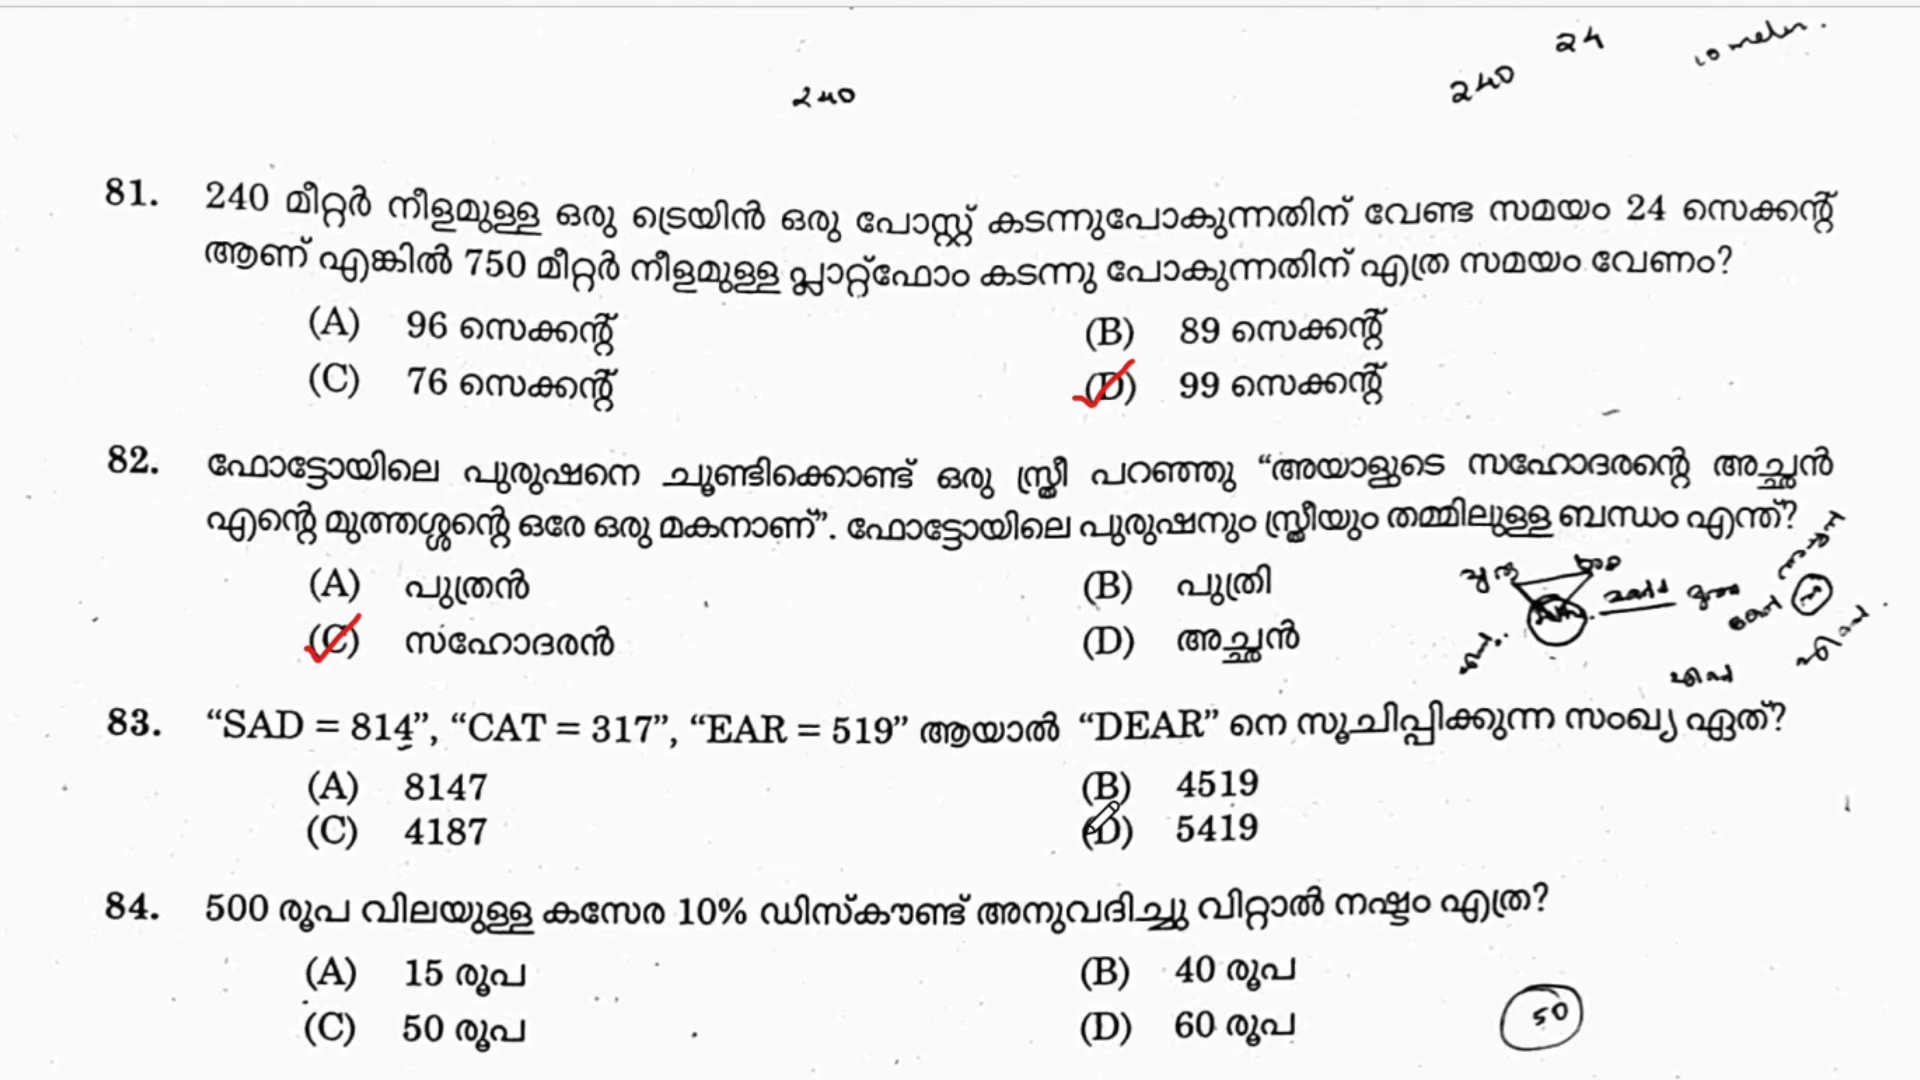 24
10 meter.
240
240
81. 240 മീറ്റർ നീളമുള്ള ഒരു ട്രെയിൻ ഒരു പോസ്റ്റ് കടന്നുപോകുന്നതിന് വേണ്ട സമയം 24 സെക്കന്റ്
ആണ് എങ്കിൽ 750 മീറ്റർ നീളമുള്ള പ്ലാറ്റ്ഫോം കടന്നു പോകുന്നതിന് എത്ര സമയം വേണം?
(A) 96 സെക്കന്റ് (B) 89 സെക്കന്റ്
(C) 76 സെക്കന്റ് (D) 99 സെക്കന്റ്
82. ഫോട്ടോയിലെ പുരുഷനെ ചൂണ്ടിക്കൊണ്ട് ഒരു സ്ത്രീ പറഞ്ഞു “അയാളുടെ സഹോദരന്റെ അച്ഛൻ
എന്റെ മുത്തശ്ശന്റെ ഒരേ ഒരു മകനാണ്”. ഫോട്ടോയിലെ പുരുഷനും സ്ത്രീയും തമ്മിലുള്ള ബന്ധം എന്ത്?
(A) പുത്രൻ (B) പുത്രി
(C) സഹോദരൻ (D) അച്ഛൻ
83. “SAD = 814”, “CAT = 317”, “EAR = 519” ആയാൽ “DEAR” നെ സൂചിപ്പിക്കുന്ന സംഖ്യ ഏത്?
(A) 8147 (B) 4519
(C) 4187 (D) 5419
84. 500 രൂപ വിലയുള്ള കസേര 10% ഡിസ്കൗണ്ട് അനുവദിച്ചു വിറ്റാൽ നഷ്ടം എത്ര?
(A) 15 രൂപ (B) 40 രൂപ
(C) 50 രൂപ (D) 60 രൂപ
50